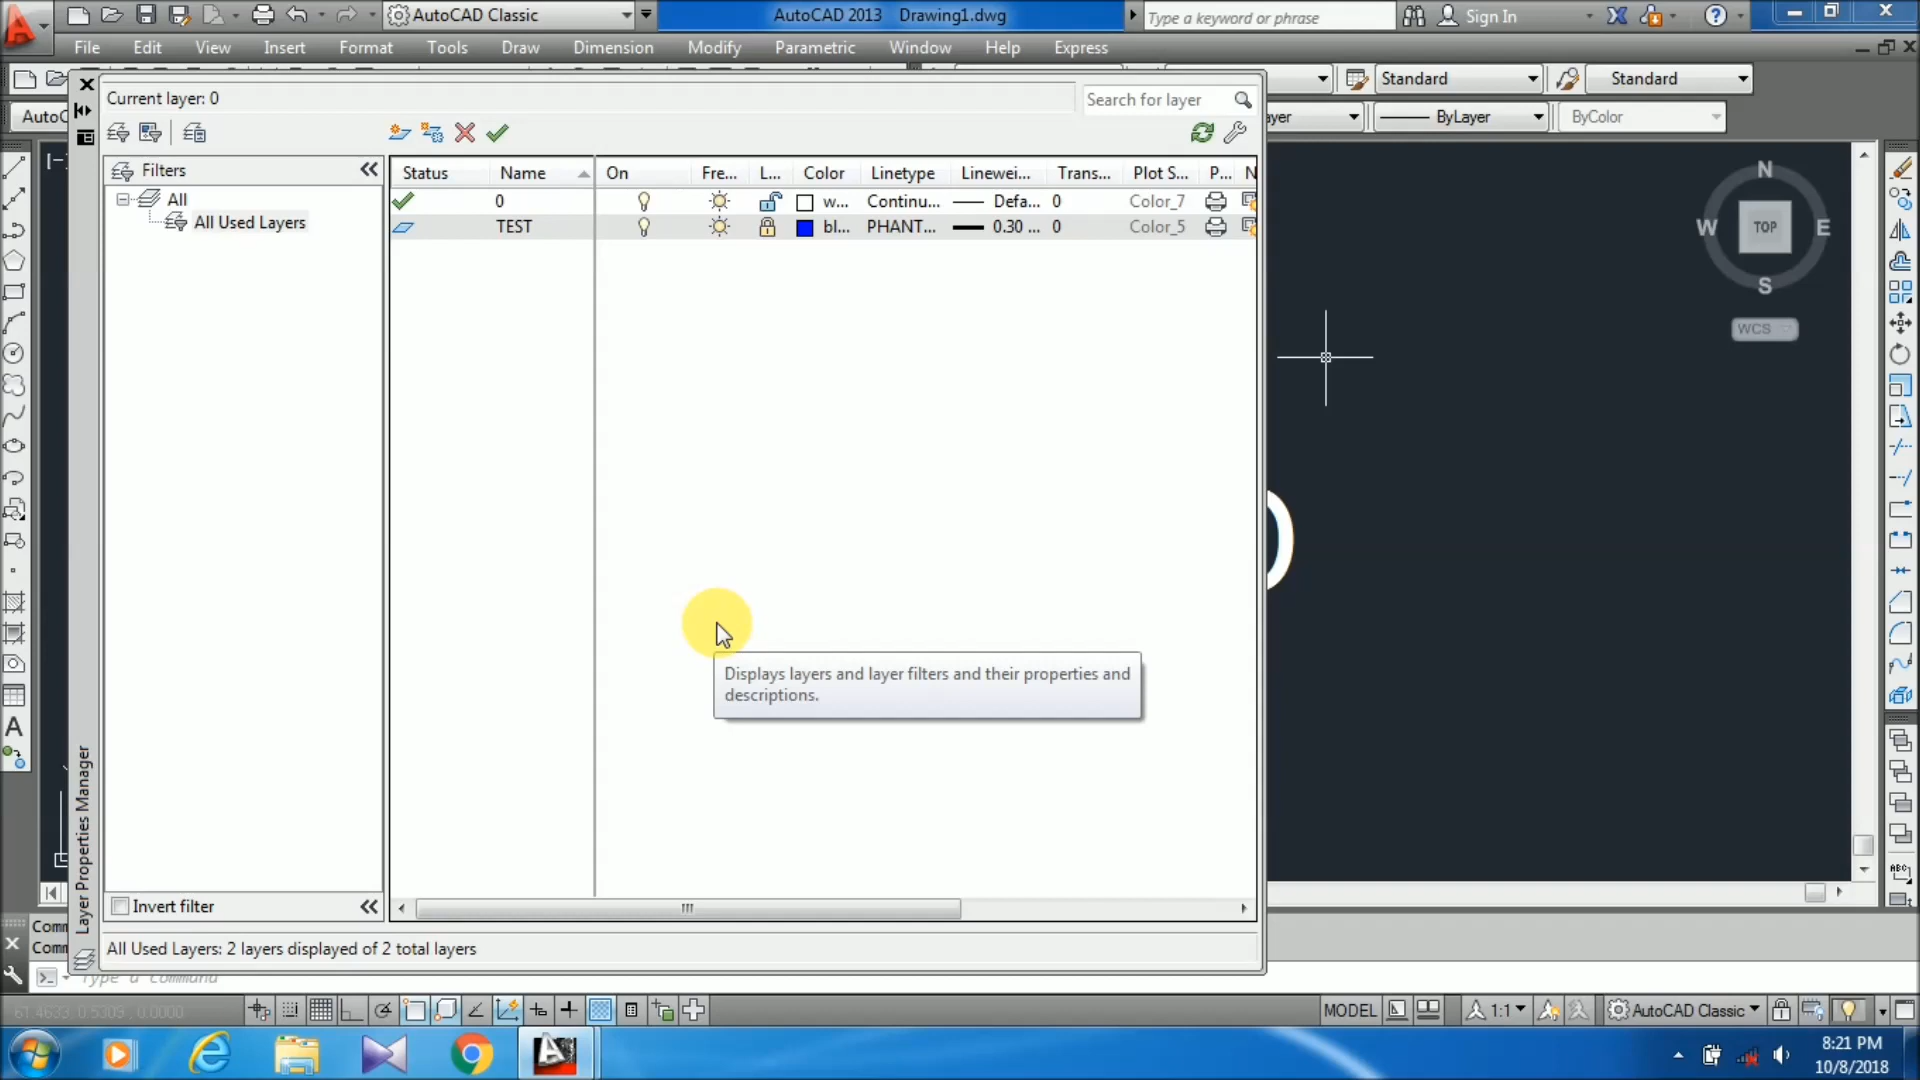 AutoCAD Classic
AutoCAD 2013 Drawing1.dwg
Type a keyword or phrase
Sign In
File Edit View Insert Format Tools Draw Dimension Modify Parametric Window Help Express
Standard
Standard
ByLayer
ByColor
Current layer: 0
Search for layer
Filters
All
All Used Layers
Status Name On Fre... L... Color Linetype Linewei... Trans... Plot S... P... N
0 w... Continu... Defa... 0 Color_7
TEST bl... PHANT... 0.30 ... 0 Color_5
N
W TOP E
S
WCS
Displays layers and layer filters and their properties and
descriptions.
Layer Properties Manager
Invert filter
All Used Layers: 2 layers displayed of 2 total layers
Type a command
MODEL
1:1
AutoCAD Classic
8:21 PM
10/8/2018